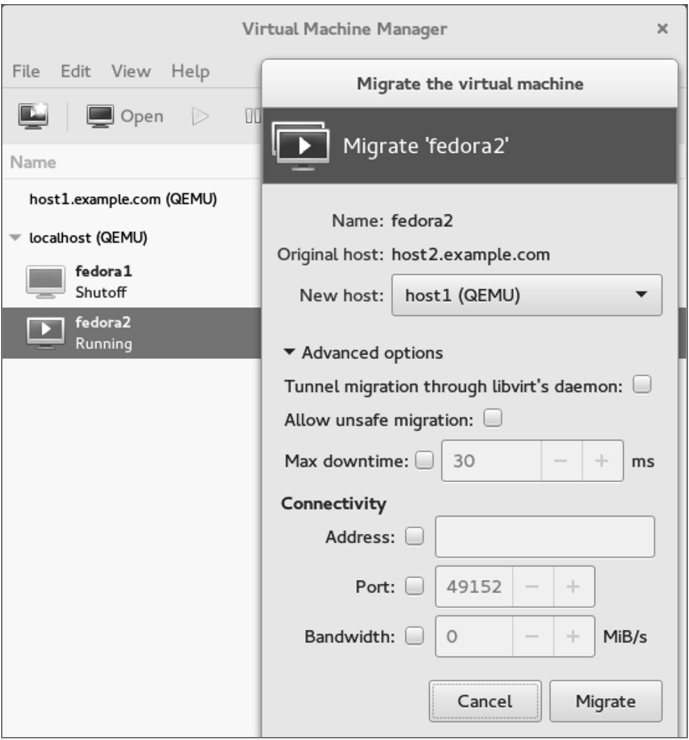 Virtual Machine Manager
File Edit View Help
Open
Name
host1.example.com (QEMU)
localhost (QEMU)
fedora1
Shutoff
fedora2
Running
Migrate the virtual machine
Migrate 'fedora2'
Name: fedora2
Original host: host2.example.com
New host: host1 (QEMU)
Advanced options
Tunnel migration through libvirt's daemon:
Allow unsafe migration:
Max downtime: 30 ms
Connectivity
Address:
Port: 49152
Bandwidth: 0 MiB/s
Cancel Migrate